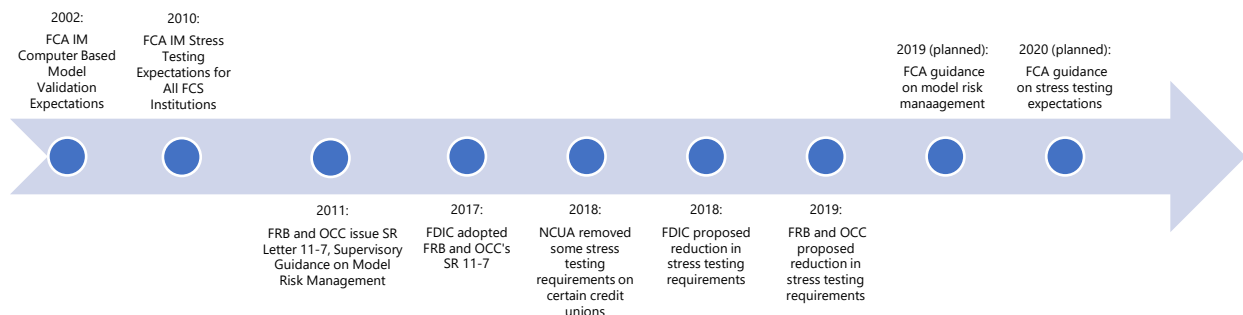 2002:
FCA IM
Computer Based
Model
Validation
Expectations
2010:
FCA IM Stress
Testing
Expectations for
All FCS
Institutions
2011:
FRB and OCC issue SR
Letter 11-7, Supervisory
Guidance on Model
Risk Management
2017:
FDIC adopted
FRB and OCC's
SR 11-7
2018:
NCUA removed
some stress
testing
requirements on
certain credit
unions
2018:
FDIC proposed
reduction in
stress testing
requirements
2019:
FRB and OCC
proposed
reduction in
stress testing
requirements
2019 (planned):
FCA guidance
on model risk
manaagement
2020 (planned):
FCA guidance
on stress testing
expectations